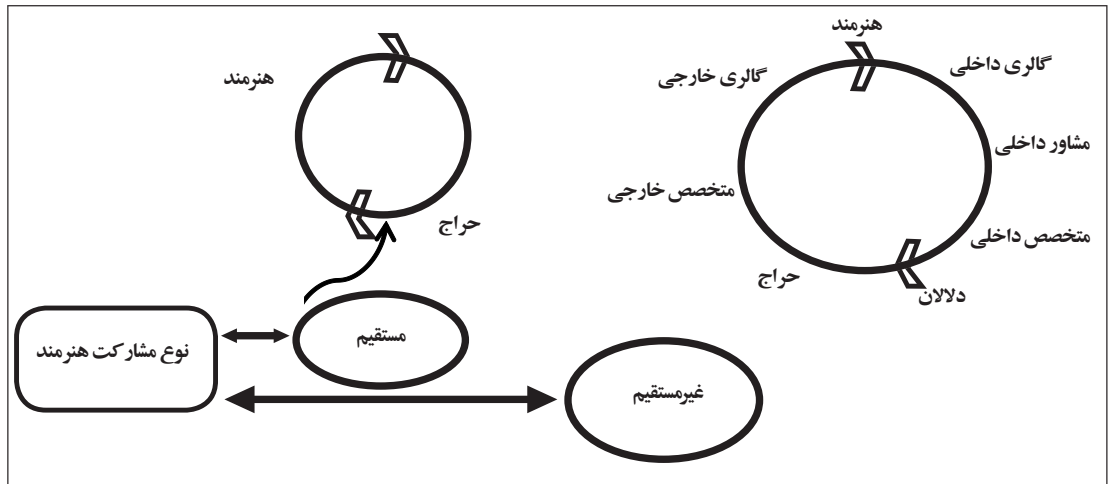 هنرمند
گالری داخلی
گالری خارجی
مشاور داخلی
متخصص خارجی
متخصص داخلی
حراج
دلالان
هنرمند
حراج
مستقیم
نوع مشارکت هنرمند
غیرمستقیم